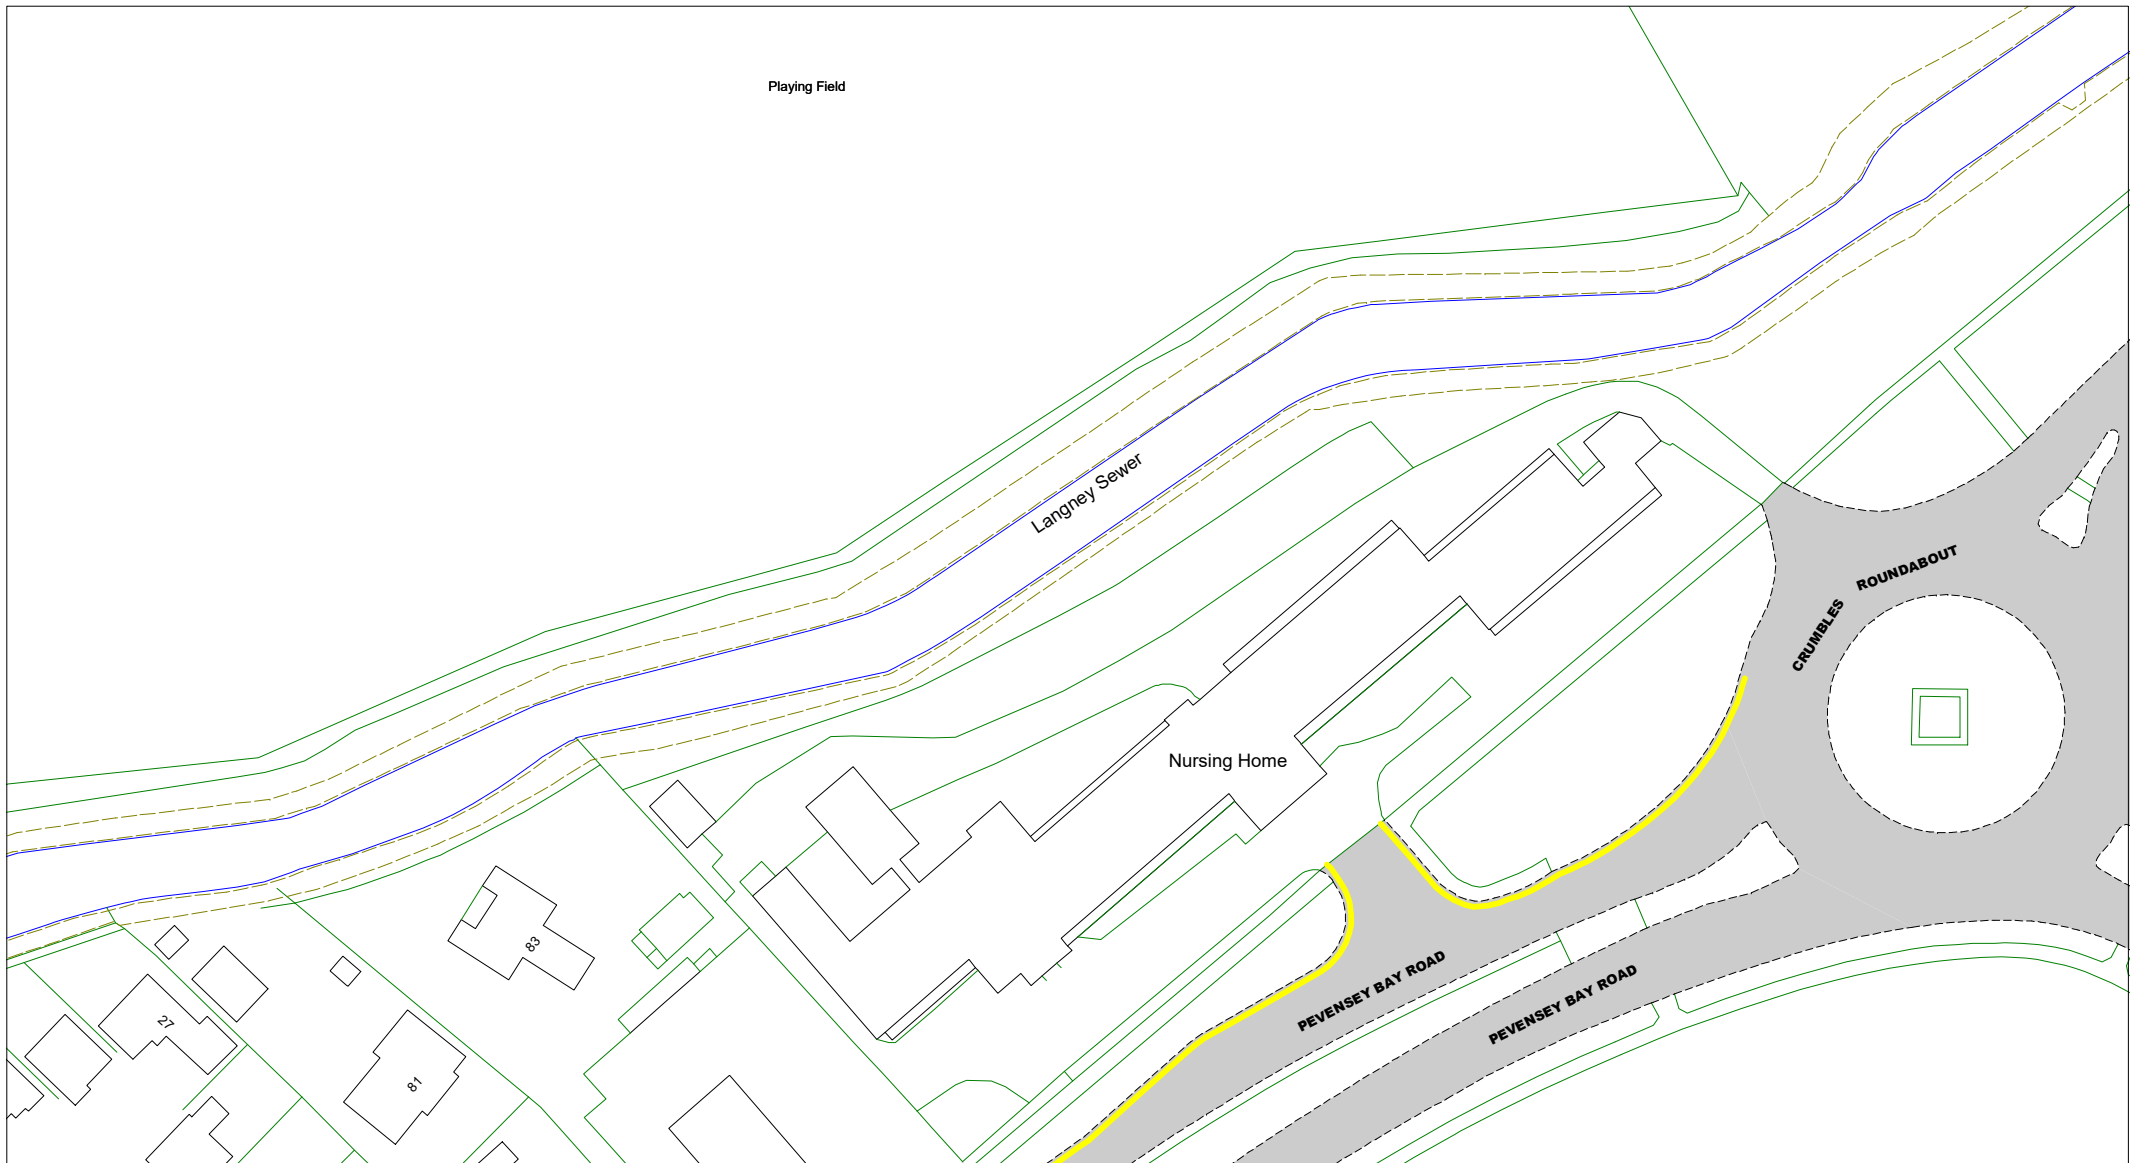 Playing Field
Langney Sewer
ROUNDABOUT
CRUMBLES
Nursing Home
83
PEVENSEY BAY ROAD
PEVENSEY BAY ROAD
27
81